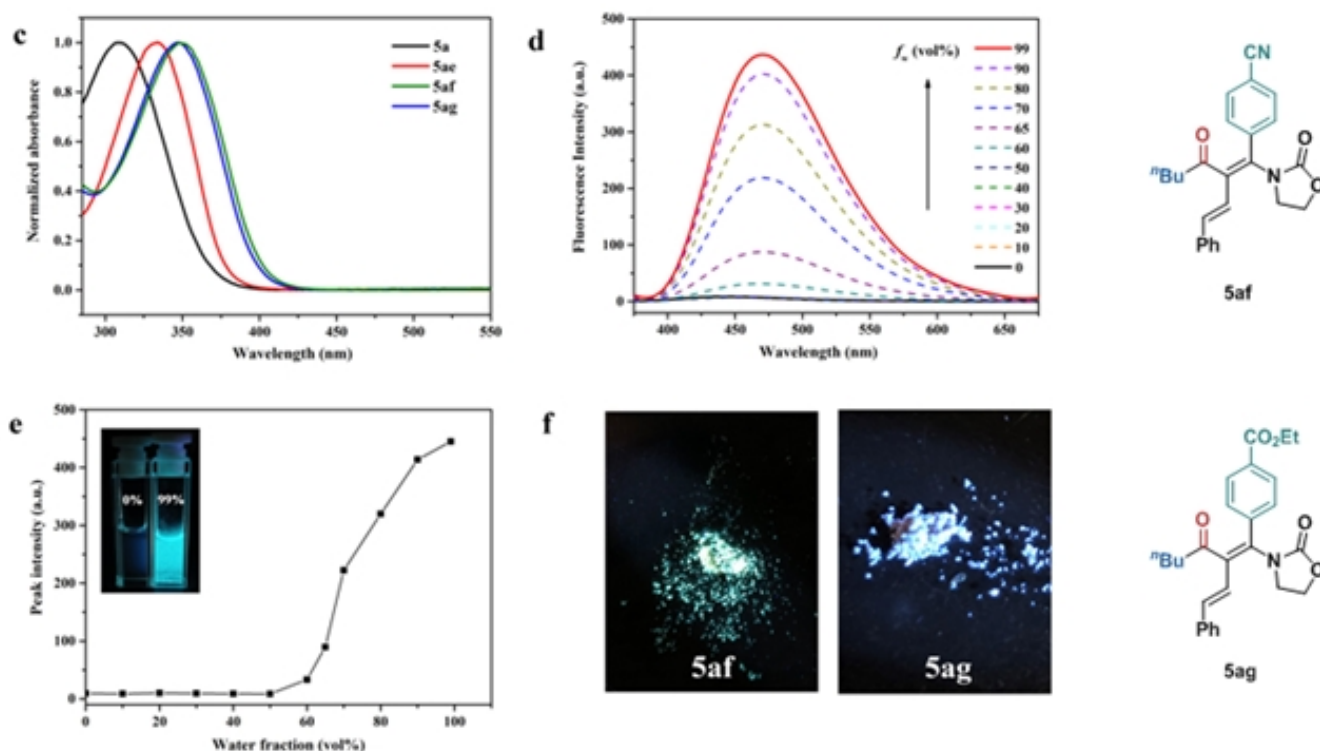 c
Normalized absorbance
1.0
0.8
0.6
0.4
0.2
0.0
300 350 400 450 500 550
Wavelength (nm)
5a
5ae
5af
5ag
d
Fluorescence Intensity (a.u.)
500
400
300
200
100
0
400 450 500 550 600 650
Wavelength (nm)
fw (vol%)
99
90
80
70
65
60
50
40
30
20
10
0
CN
O
O
nBu
N
O
Ph
5af
e
Peak intensity (a.u.)
500
400
300
200
100
0
0 20 40 60 80 100
Water fraction (vol%)
0% 99%
f
5af
5ag
CO2Et
O
O
nBu
N
O
Ph
5ag